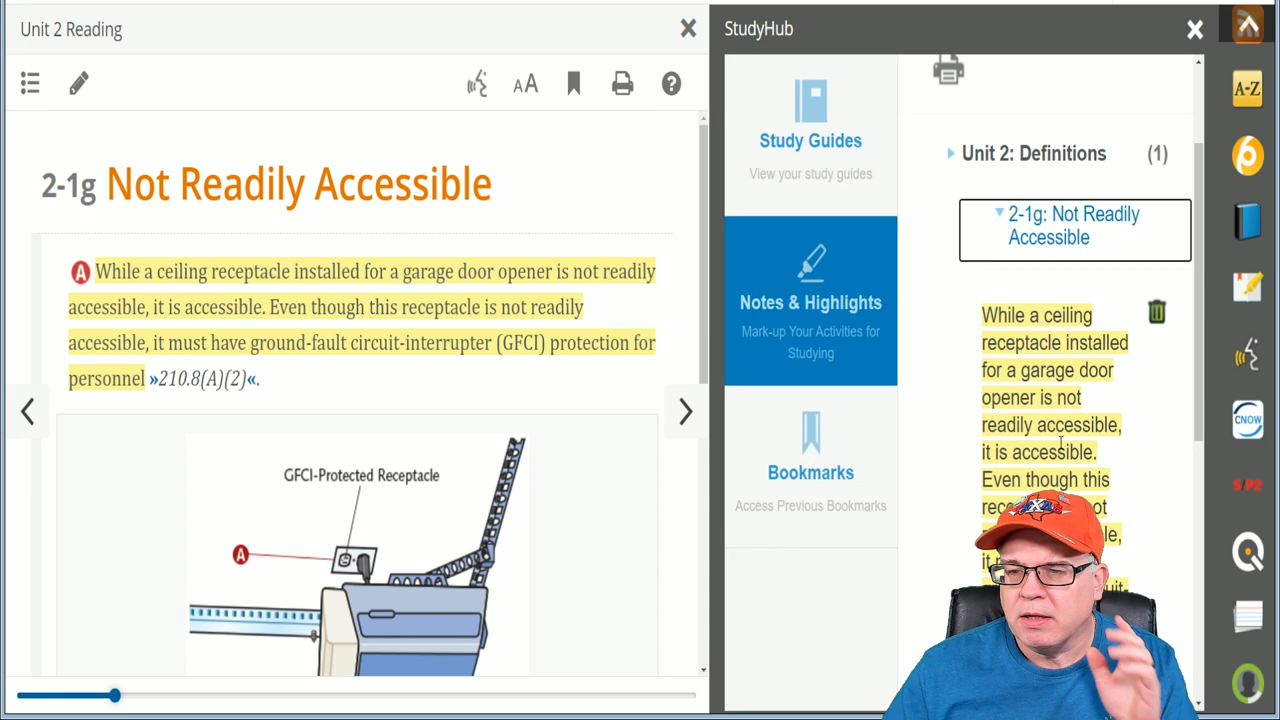 Unit 2 Reading
AA
2-1g Not Readily Accessible
A While a ceiling receptacle installed for a garage door opener is not readily
accessible, it is accessible. Even though this receptacle is not readily
accessible, it must have ground-fault circuit-interrupter (GFCI) protection for
personnel »210.8(A)(2)«.
GFCI-Protected Receptacle
A
StudyHub
Study Guides
View your study guides
Notes & Highlights
Mark-up Your Activities for
Studying
Bookmarks
Access Previous Bookmarks
Unit 2: Definitions (1)
2-1g: Not Readily
Accessible
While a ceiling
receptacle installed
for a garage door
opener is not
readily accessible,
it is accessible.
Even though this
A-Z
CNOW